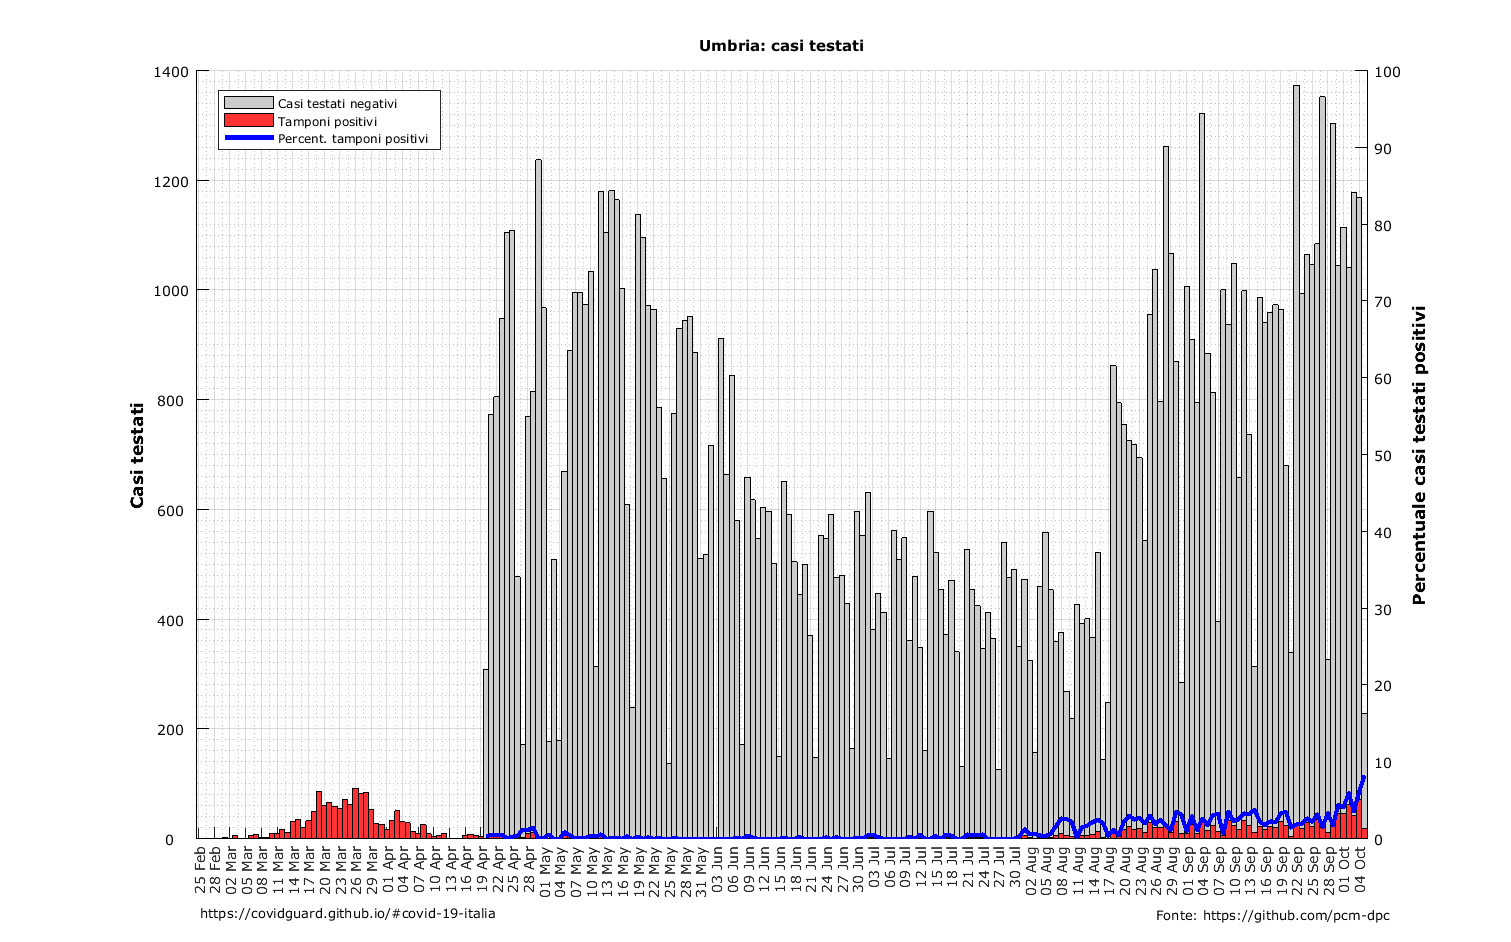 Umbria: casi testati
1400
1200
1000
800
600
400
200
0
100
90
80
70
60
50
40
30
20
10
0
Casi testati negativi
Tamponi positivi
Percent. tamponi positivi
Casi testati
Percentuale casi testati positivi
25 Feb
28 Feb
02 Mar
05 Mar
08 Mar
11 Mar
14 Mar
17 Mar
20 Mar
23 Mar
26 Mar
29 Mar
01 Apr
04 Apr
07 Apr
10 Apr
13 Apr
16 Apr
19 Apr
22 Apr
25 Apr
28 Apr
01 May
04 May
07 May
10 May
13 May
16 May
19 May
22 May
25 May
28 May
31 May
03 Jun
06 Jun
09 Jun
12 Jun
15 Jun
18 Jun
21 Jun
24 Jun
27 Jun
30 Jun
03 Jul
06 Jul
09 Jul
12 Jul
15 Jul
18 Jul
21 Jul
24 Jul
27 Jul
30 Jul
02 Aug
05 Aug
08 Aug
11 Aug
14 Aug
17 Aug
20 Aug
23 Aug
26 Aug
29 Aug
01 Sep
04 Sep
07 Sep
10 Sep
13 Sep
16 Sep
19 Sep
22 Sep
25 Sep
28 Sep
01 Oct
04 Oct
https://covidguard.github.io/#covid-19-italia
Fonte: https://github.com/pcm-dpc